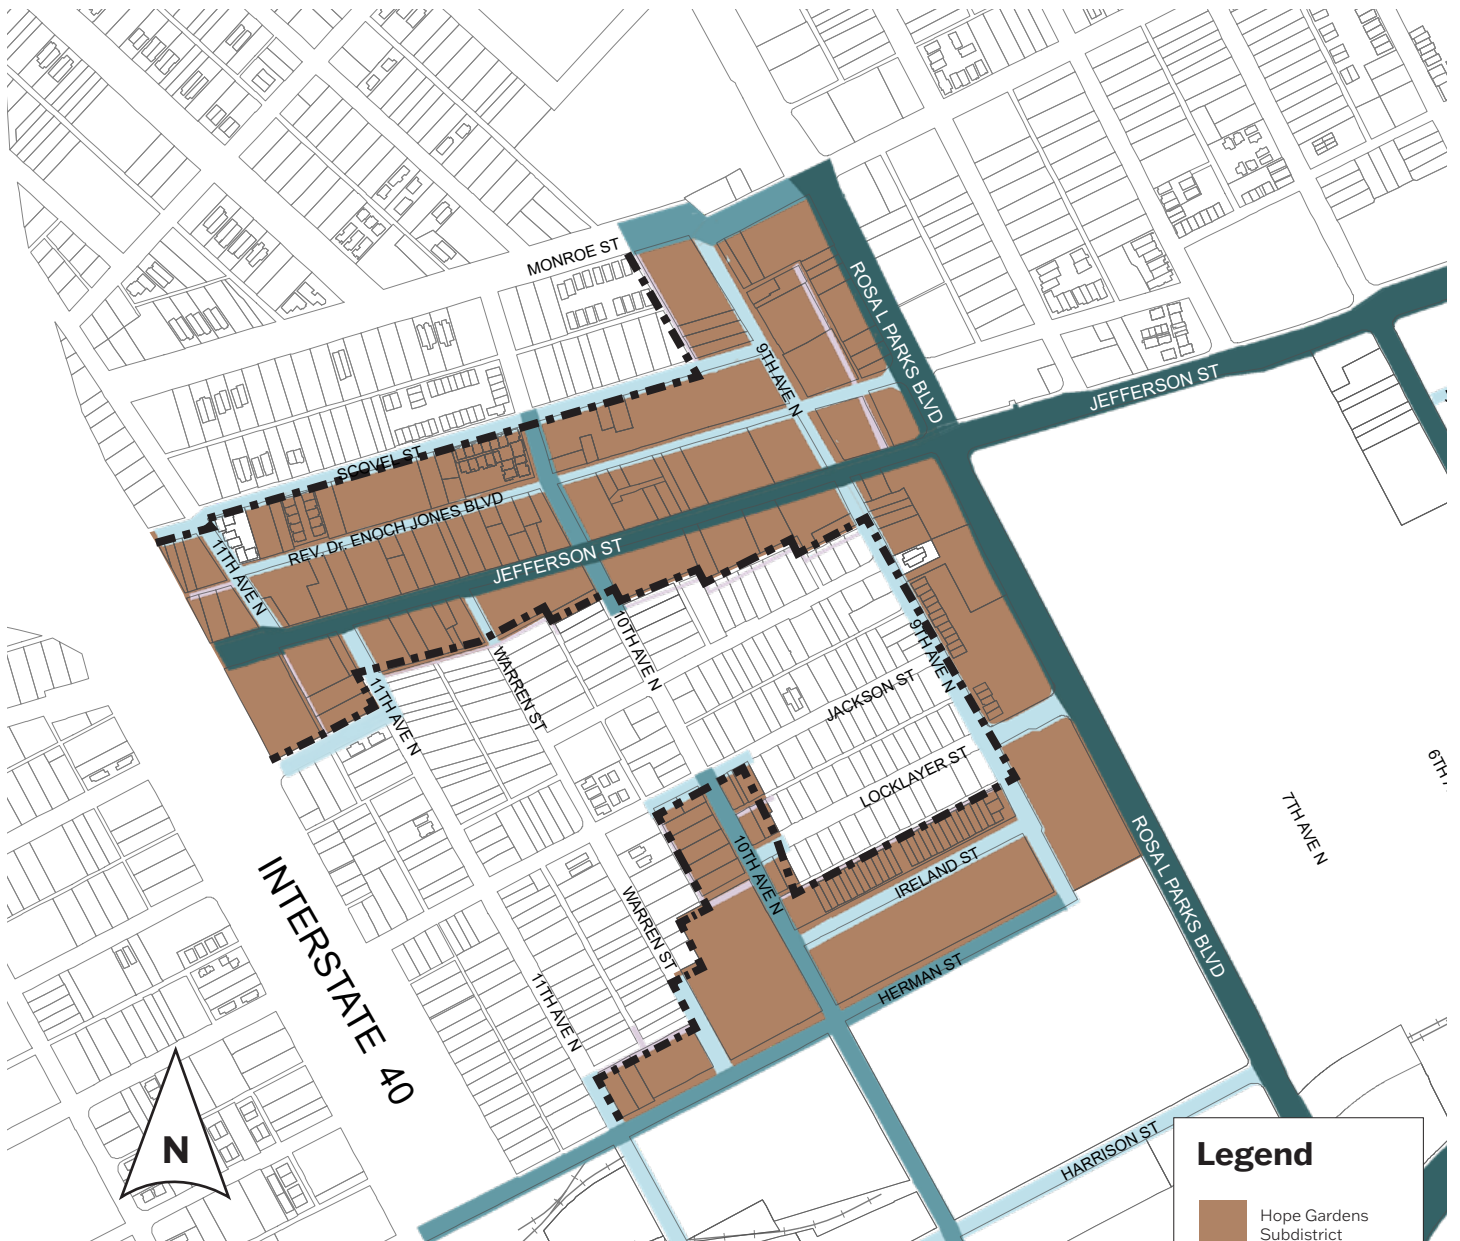 MONROE ST
ROSA L PARKS BLVD
9TH AVE N
JEFFERSON ST
SCOVEL ST
REV. Dr. ENOCH JONES BLVD
JEFFERSON ST
11TH AVE N
10TH AVE N
9TH AVE N
WARREN ST
11TH AVE N
JACKSON ST
LOCKLAYER ST
6TH
7TH AVE N
ROSA L PARKS BLVD
10TH AVE N
IRELAND ST
INTERSTATE 40
WARREN ST
HERMAN ST
11TH AVE N
N
HARRISON ST
Legend
Hope Gardens
Subdistrict